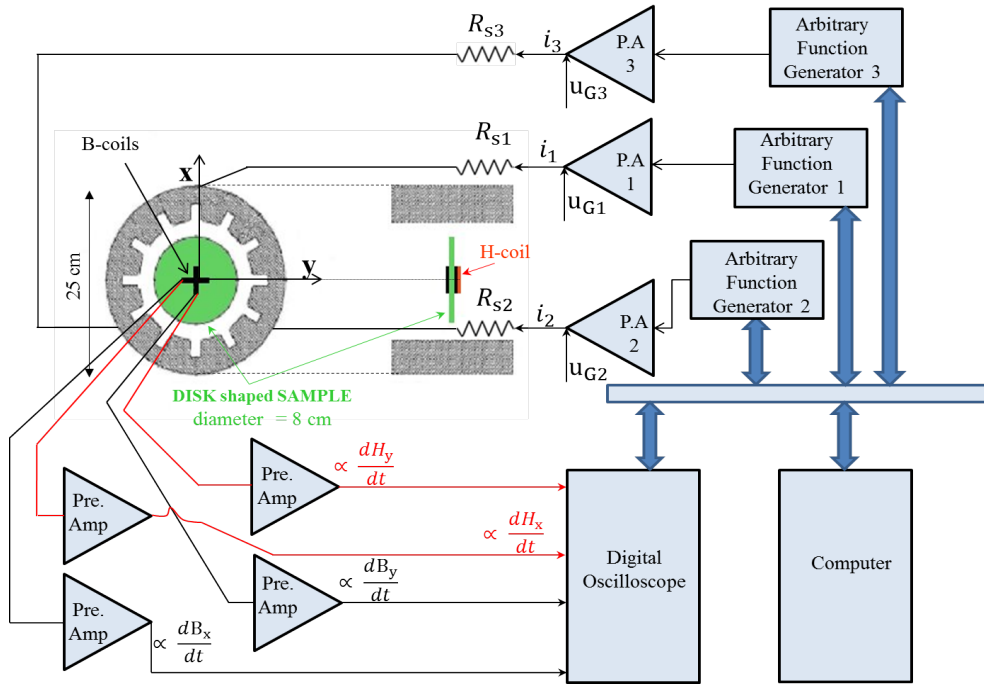 R_s3
i_3
u_G3
P.A
3
Arbitrary
Function
Generator 3
B-coils
x
y
25 cm
R_s1
i_1
u_G1
P.A
1
Arbitrary
Function
Generator 1
H-coil
R_s2
i_2
u_G2
P.A
2
Arbitrary
Function
Generator 2
DISK shaped SAMPLE
diameter = 8 cm
Pre.
Amp
∝ dH_y/dt
Pre.
Amp
∝ dH_x/dt
Pre.
Amp
∝ dB_y/dt
Pre.
Amp
∝ dB_x/dt
Digital
Oscilloscope
Computer